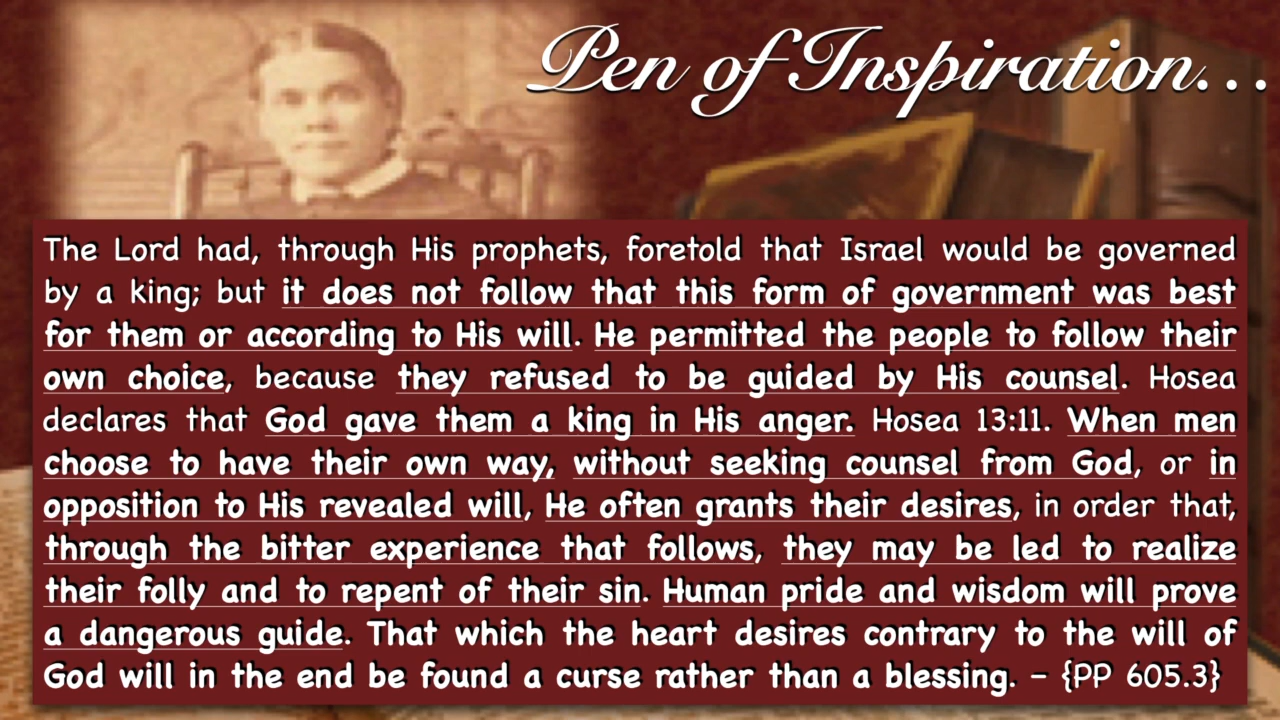 Pen of Inspiration...
The Lord had, through His prophets, foretold that Israel would be governed
by a king; but it does not follow that this form of government was best
for them or according to His will. He permitted the people to follow their
own choice, because they refused to be guided by His counsel. Hosea
declares that God gave them a king in His anger. Hosea 13:11. When men
choose to have their own way, without seeking counsel from God, or in
opposition to His revealed will, He often grants their desires, in order that,
through the bitter experience that follows, they may be led to realize
their folly and to repent of their sin. Human pride and wisdom will prove
a dangerous guide. That which the heart desires contrary to the will of
God will in the end be found a curse rather than a blessing. – {PP 605.3}